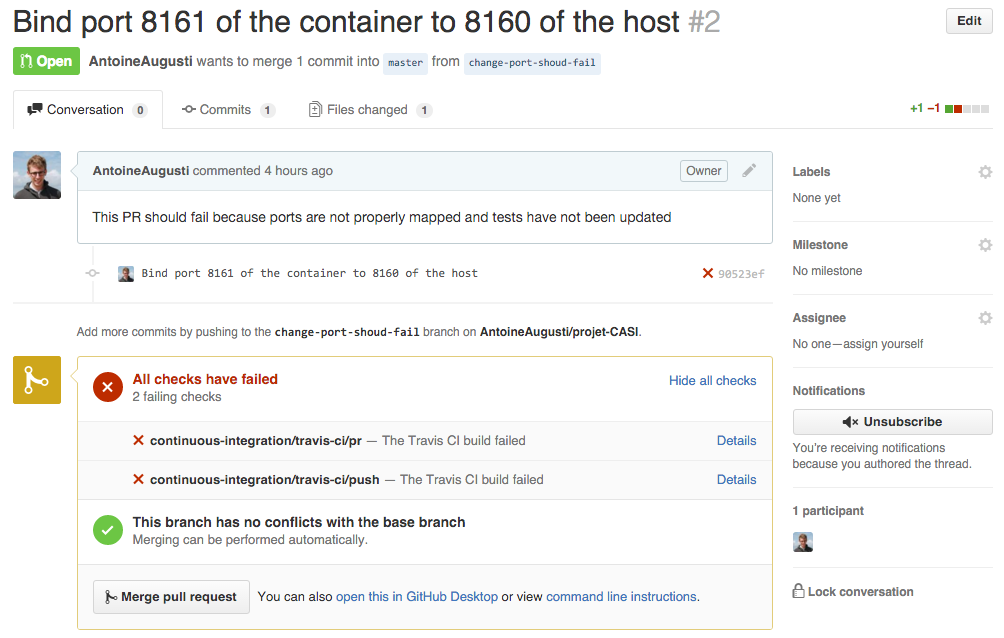 Bind port 8161 of the container to 8160 of the host #2
Edit
Open AntoineAugusti wants to merge 1 commit into master from change-port-shoud-fail
Conversation 0 Commits 1 Files changed 1
+1 −1
AntoineAugusti commented 4 hours ago Owner
This PR should fail because ports are not properly mapped and tests have not been updated
Bind port 8161 of the container to 8160 of the host 90523ef
Add more commits by pushing to the change-port-shoud-fail branch on AntoineAugusti/projet-CASI.
All checks have failed Hide all checks
2 failing checks
continuous-integration/travis-ci/pr — The Travis CI build failed Details
continuous-integration/travis-ci/push — The Travis CI build failed Details
This branch has no conflicts with the base branch
Merging can be performed automatically.
Merge pull request You can also open this in GitHub Desktop or view command line instructions.
Labels
None yet
Milestone
No milestone
Assignee
No one—assign yourself
Notifications
Unsubscribe
You're receiving notifications
because you authored the thread.
1 participant
Lock conversation